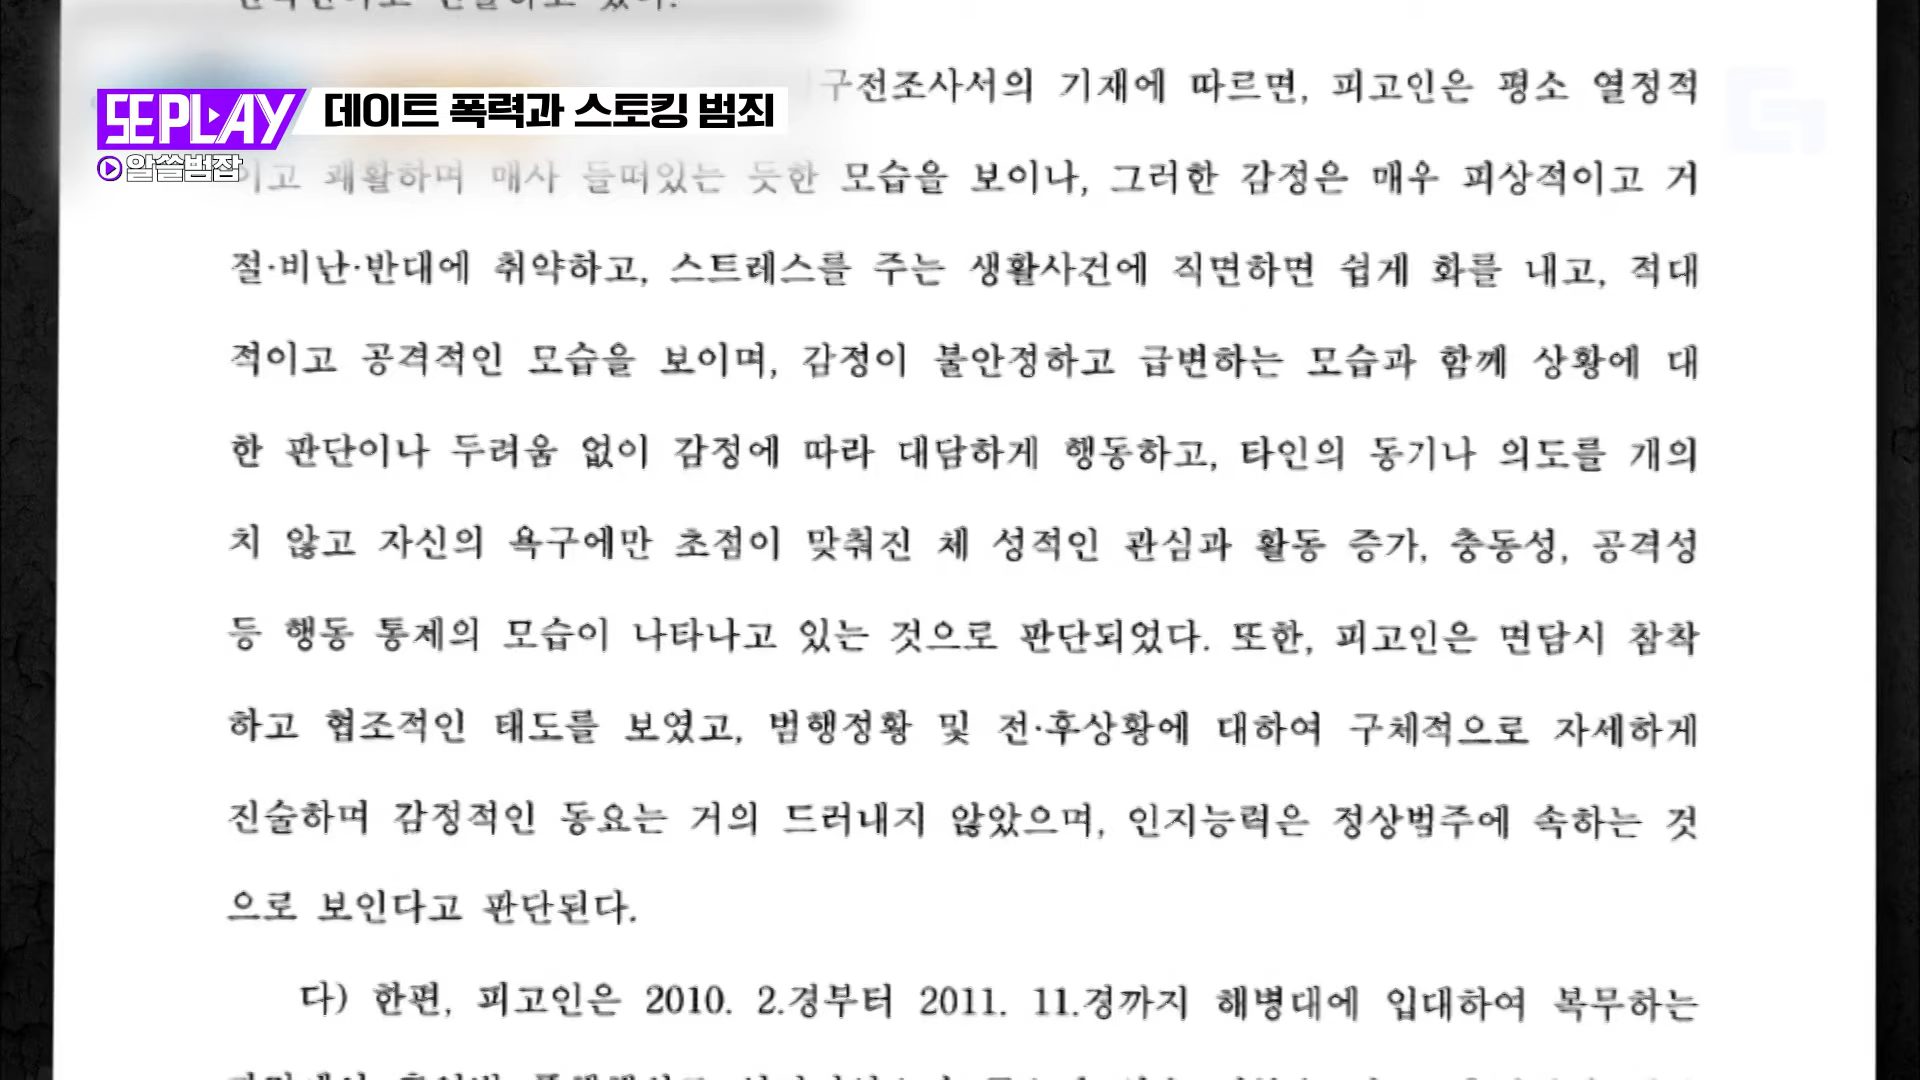 SEPLAY 데이트 폭력과 스토킹 범죄
알쓸범잡
구전조사서의 기재에 따르면, 피고인은 평소 열정적
이고 쾌활하며 매사 들떠있는 듯한 모습을 보이나, 그러한 감정은 매우 피상적이고 거
절·비난·반대에 취약하고, 스트레스를 주는 생활사건에 직면하면 쉽게 화를 내고, 적대
적이고 공격적인 모습을 보이며, 감정이 불안정하고 급변하는 모습과 함께 상황에 대
한 판단이나 두려움 없이 감정에 따라 대담하게 행동하고, 타인의 동기나 의도를 개의
치 않고 자신의 욕구에만 초점이 맞춰진 체 성적인 관심과 활동 증가, 충동성, 공격성
등 행동 통제의 모습이 나타나고 있는 것으로 판단되었다. 또한, 피고인은 면담시 참착
하고 협조적인 태도를 보였고, 범행정황 및 전·후상황에 대하여 구체적으로 자세하게
진술하며 감정적인 동요는 거의 드러내지 않았으며, 인지능력은 정상범주에 속하는 것
으로 보인다고 판단된다.
다) 한편, 피고인은 2010. 2.경부터 2011. 11.경까지 해병대에 입대하여 복무하는